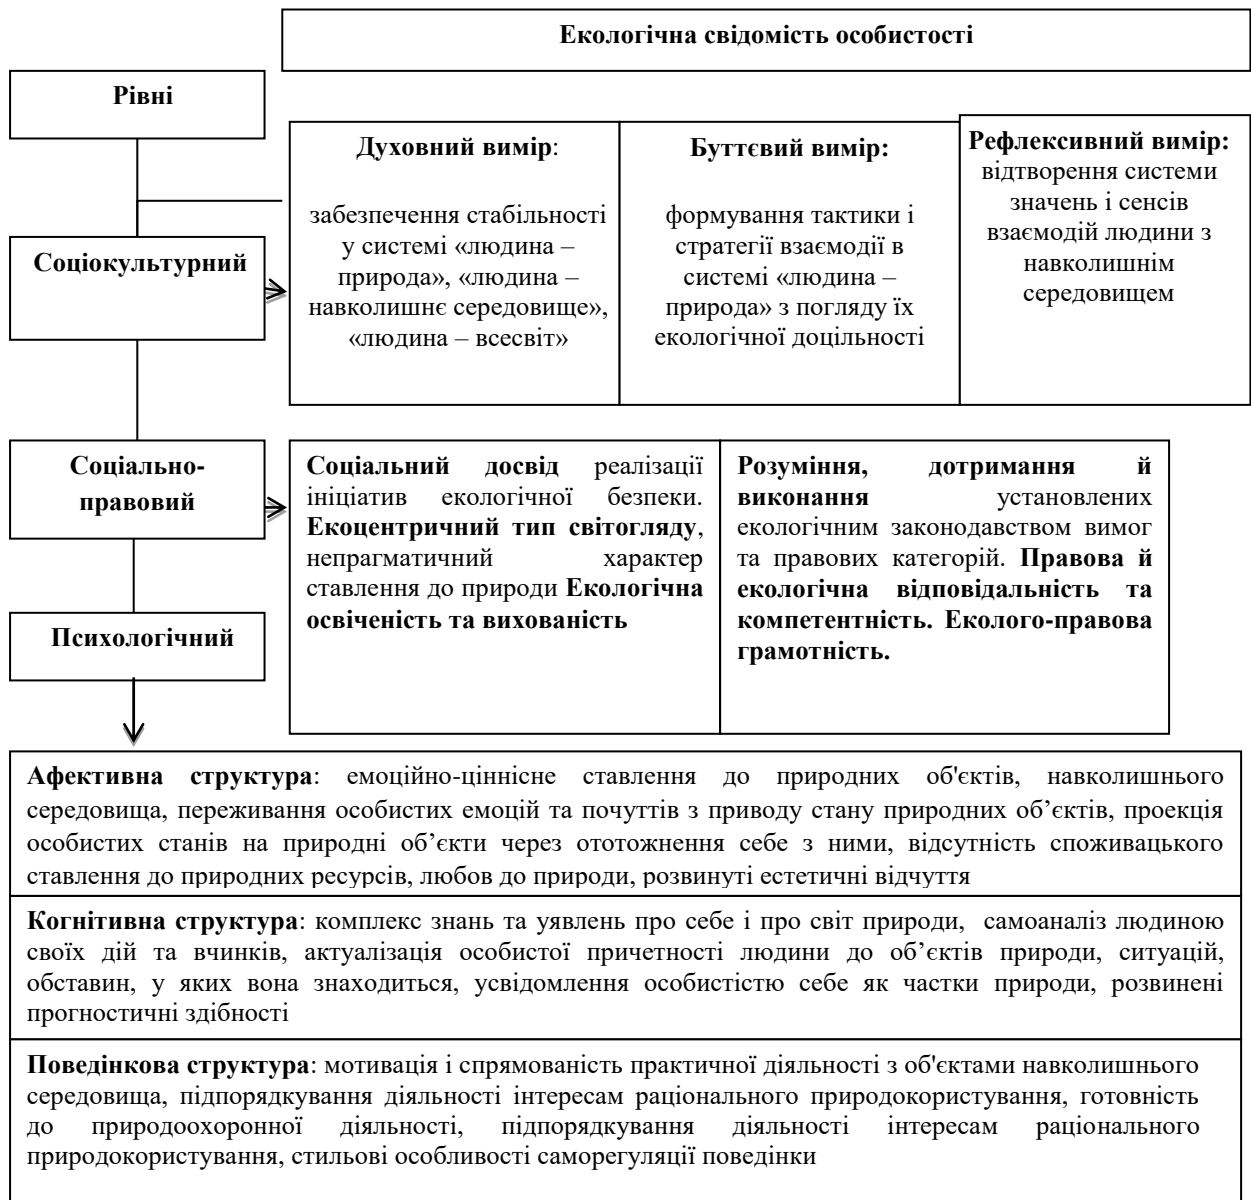 Екологічна свідомість особистості
Рівні
Духовний вимір:
забезпечення стабільності
у системі «людина –
природа», «людина –
навколишнє середовище»,
«людина – всесвіт»
Буттєвий вимір:
формування тактики і
стратегії взаємодії в
системі «людина –
природа» з погляду їх
екологічної доцільності
Рефлексивний вимір:
відтворення системи
значень і сенсів
взаємодій людини з
навколишнім
середовищем
Соціокультурний
Соціально-
правовий
Соціальний досвід реалізації
ініціатив екологічної безпеки.
Екоцентричний тип світогляду,
непрагматичний характер
ставлення до природи Екологічна
освіченість та вихованість
Розуміння, дотримання й
виконання установлених
екологічним законодавством вимог
та правових категорій. Правова й
екологічна відповідальність та
компетентність. Еколого-правова
грамотність.
Психологічний
Афективна структура: емоційно-ціннісне ставлення до природних об'єктів, навколишнього
середовища, переживання особистих емоцій та почуттів з приводу стану природних об’єктів, проекція
особистих станів на природні об’єкти через ототожнення себе з ними, відсутність споживацького
ставлення до природних ресурсів, любов до природи, розвинуті естетичні відчуття
Когнітивна структура: комплекс знань та уявлень про себе і про світ природи, самоаналіз людиною
своїх дій та вчинків, актуалізація особистої причетності людини до об’єктів природи, ситуацій,
обставин, у яких вона знаходиться, усвідомлення особистістю себе як частки природи, розвинені
прогностичні здібності
Поведінкова структура: мотивація і спрямованість практичної діяльності з об'єктами навколишнього
середовища, підпорядкування діяльності інтересам раціонального природокористування, готовність
до природоохоронної діяльності, підпорядкування діяльності інтересам раціонального
природокористування, стильові особливості саморегуляції поведінки